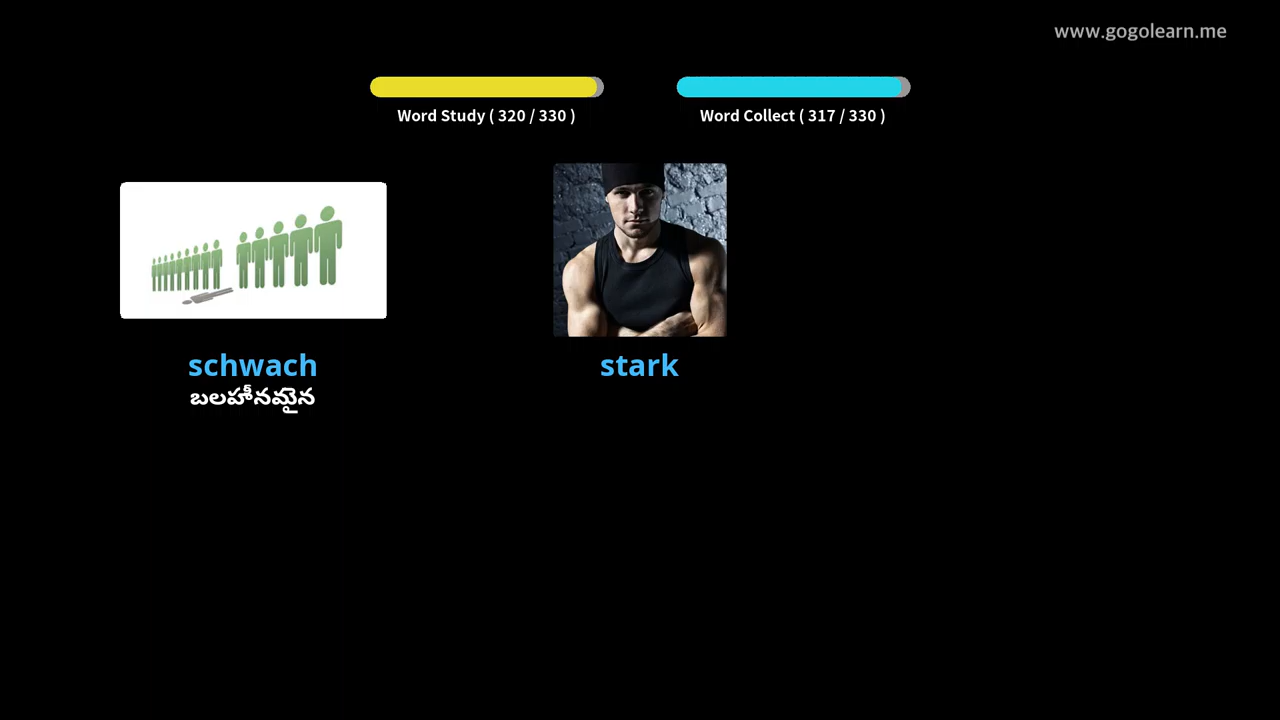 www.gogolearn.me
Word Study ( 320 / 330 )
Word Collect ( 317 / 330 )
schwach
stark
బలహీనమైన